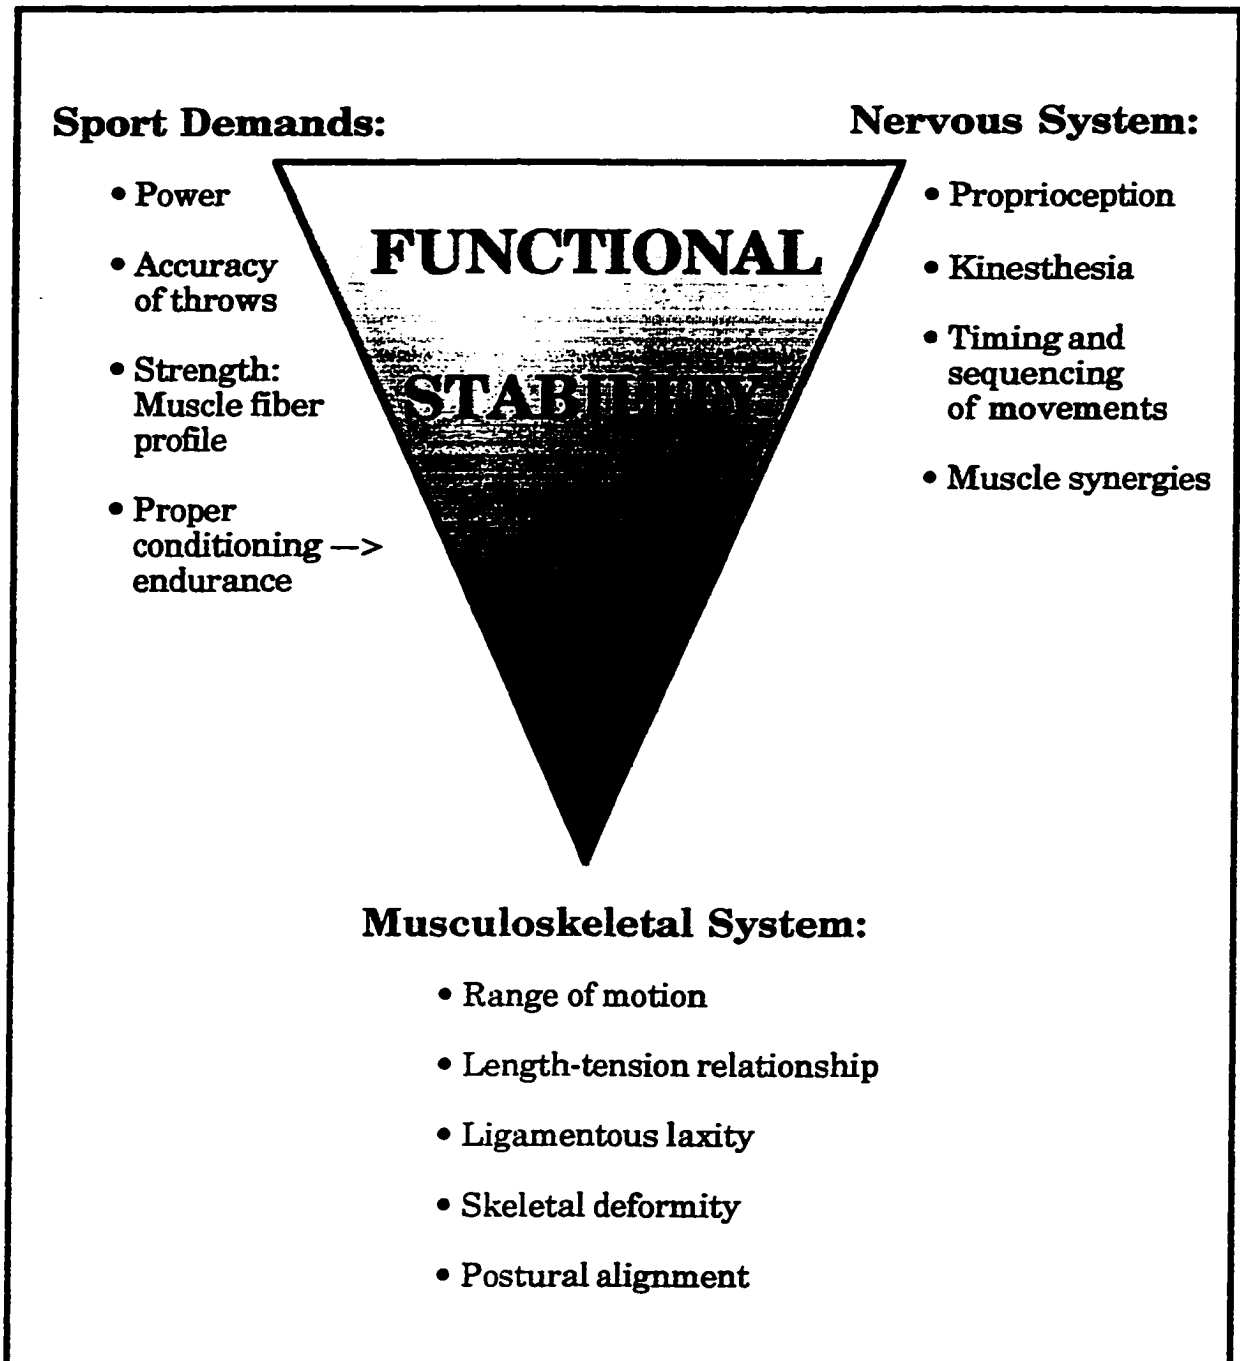 Sport Demands:
• Power
• Accuracy
of throws
• Strength:
Muscle fiber
profile
• Proper
conditioning —>
endurance
Nervous System:
• Proprioception
• Kinesthesia
• Timing and
sequencing
of movements
• Muscle synergies
FUNCTIONAL
STABILITY
Musculoskeletal System:
• Range of motion
• Length-tension relationship
• Ligamentous laxity
• Skeletal deformity
• Postural alignment